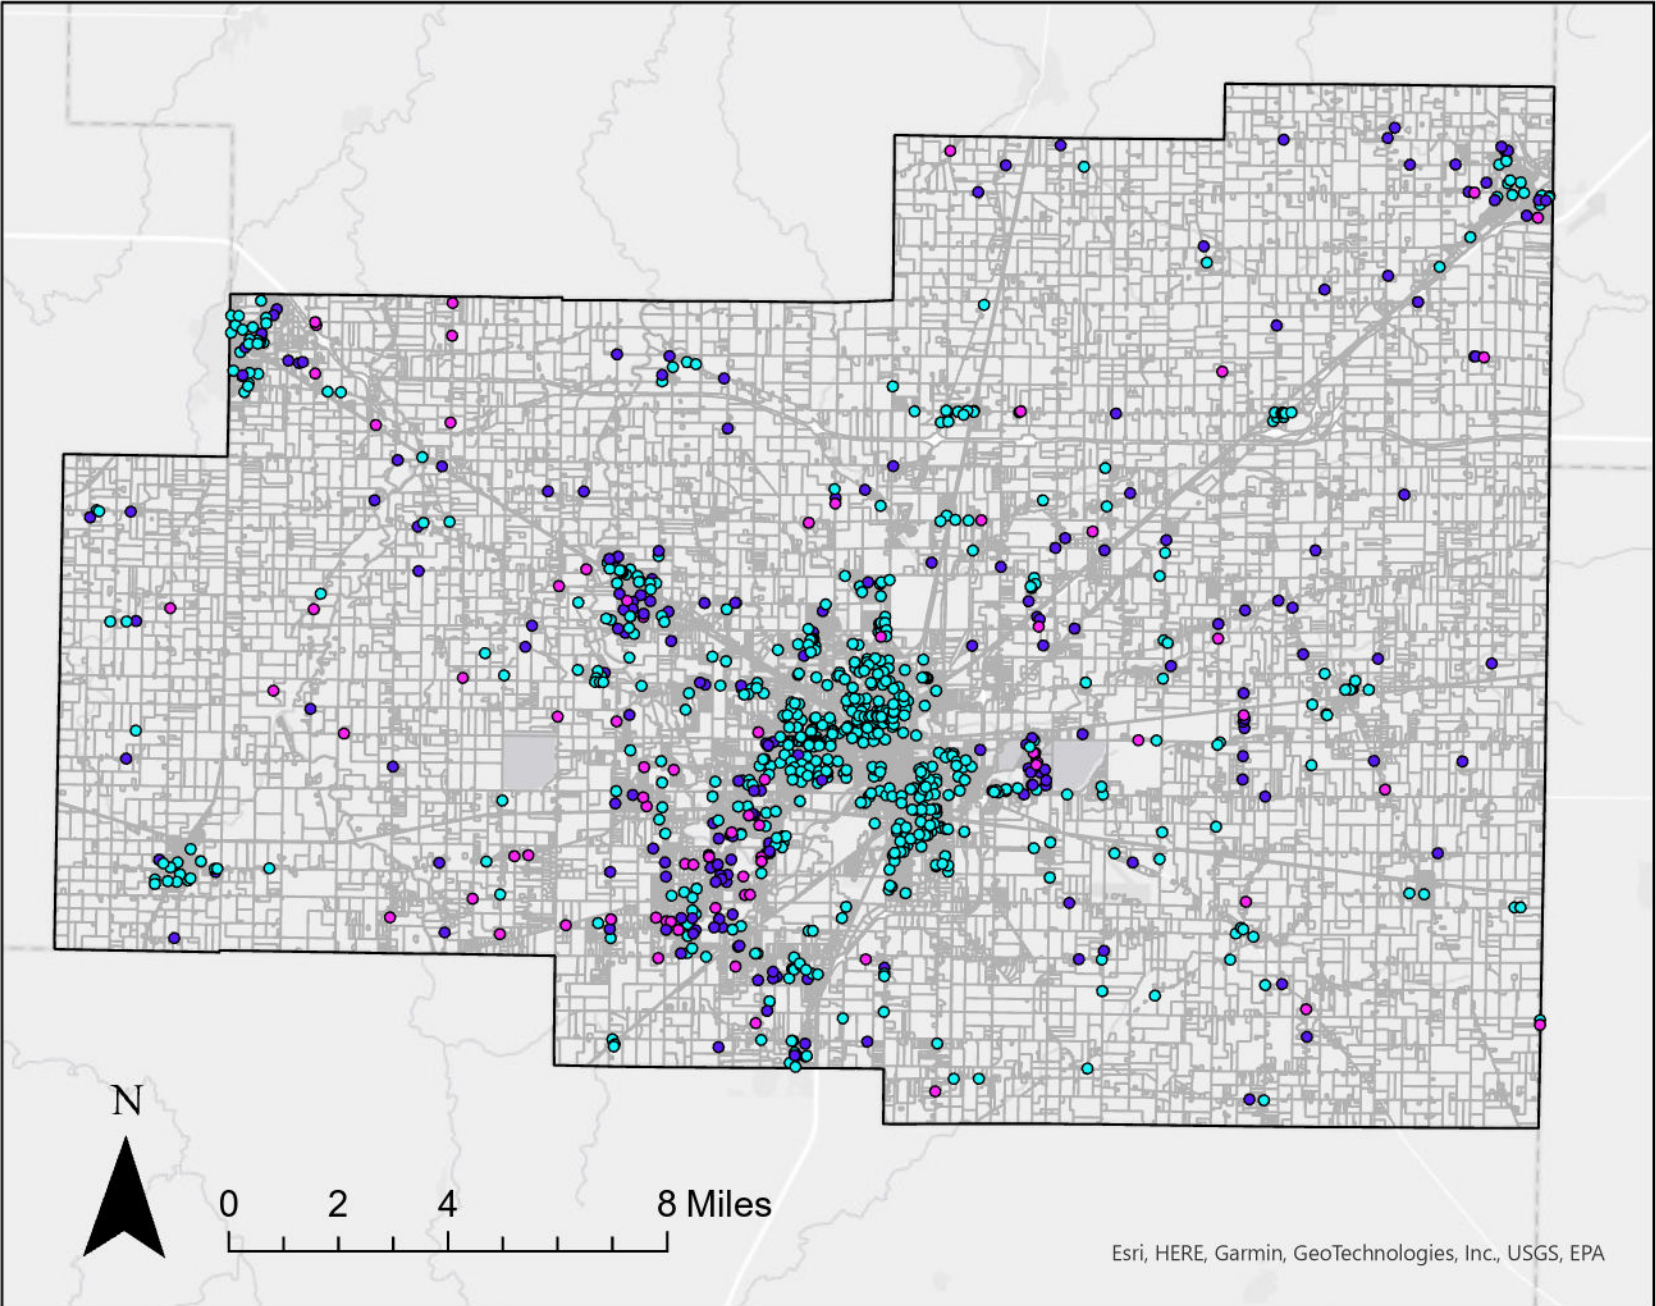 N
0 2 4 8 Miles
Esri, HERE, Garmin, GeoTechnologies, Inc., USGS, EPA